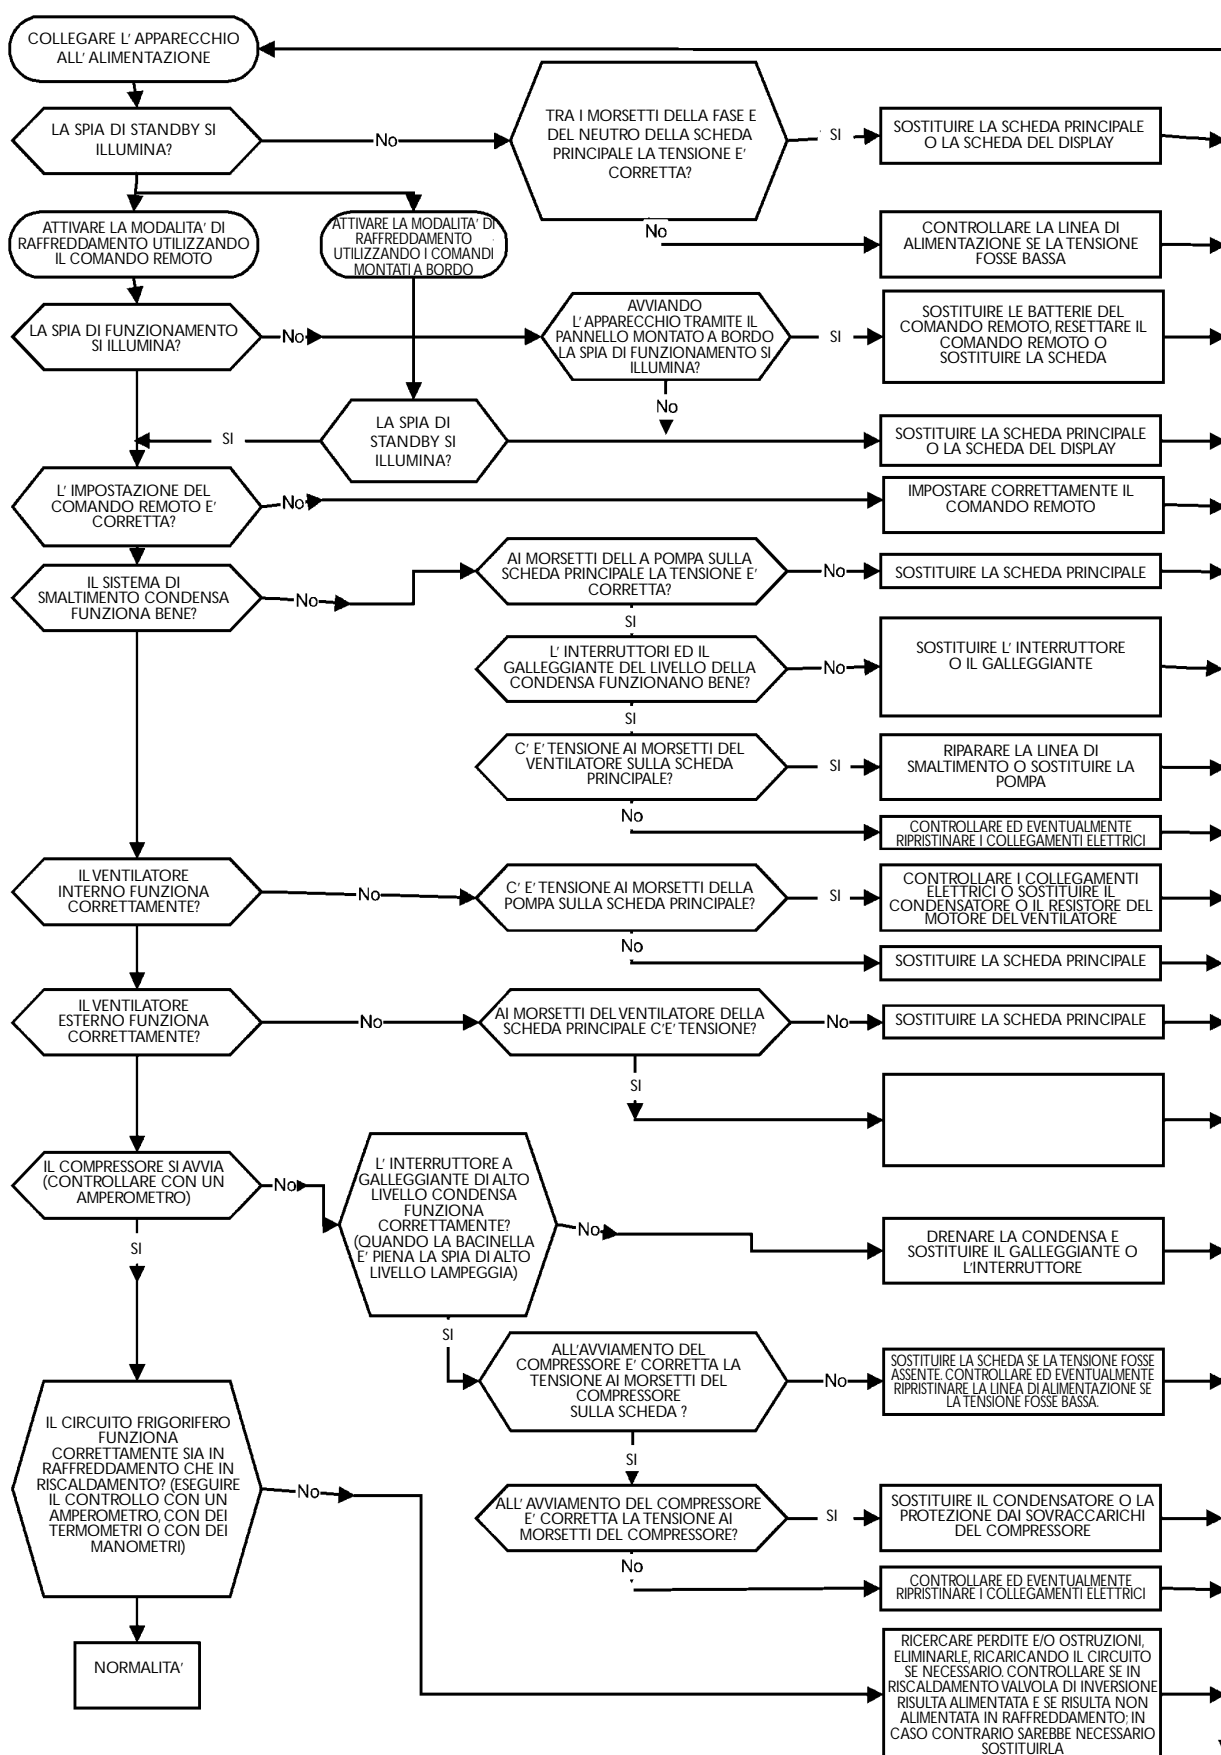 COLLEGARE L' APPARECCHIO
ALL' ALIMENTAZIONE
LA SPIA DI STANDBY SI
ILLUMINA?
No
TRA I MORSETTI DELLA FASE E
DEL NEUTRO DELLA SCHEDA
PRINCIPALE LA TENSIONE E'
CORRETTA?
SI
SOSTITUIRE LA SCHEDA PRINCIPALE
O LA SCHEDA DEL DISPLAY
No
CONTROLLARE LA LINEA DI
ALIMENTAZIONE SE LA TENSIONE
FOSSE BASSA
ATTIVARE LA MODALITA' DI
RAFFREDDAMENTO UTILIZZANDO
IL COMANDO REMOTO
ATTIVARE LA MODALITA' DI
RAFFREDDAMENTO
UTILIZZANDO I COMANDI
MONTATI A BORDO
LA SPIA DI FUNZIONAMENTO
SI ILLUMINA?
No
AVVIANDO
L'APPARECCHIO TRAMITE IL
PANNELLO MONTATO A BORDO
LA SPIA DI FUNZIONAMENTO SI
ILLUMINA?
SI
SOSTITUIRE LE BATTERIE DEL
COMANDO REMOTO, RESETTARE IL
COMANDO REMOTO O
SOSTITUIRE LA SCHEDA
No
SI
LA SPIA DI
STANDBY SI
ILLUMINA?
SOSTITUIRE LA SCHEDA PRINCIPALE
O LA SCHEDA DEL DISPLAY
L' IMPOSTAZIONE DEL
COMANDO REMOTO E'
CORRETTA?
No
IMPOSTARE CORRETTAMENTE IL
COMANDO REMOTO
IL SISTEMA DI
SMALTIMENTO CONDENSA
FUNZIONA BENE?
No
AI MORSETTI DELL A POMPA SULLA
SCHEDA PRINCIPALE LA TENSIONE E'
CORRETTA?
No
SOSTITUIRE LA SCHEDA PRINCIPALE
SI
L' INTERRUTTORI ED IL
GALLEGGIANTE DEL LIVELLO DELLA
CONDENSA FUNZIONANO BENE?
No
SOSTITUIRE L' INTERRUTTORE
O IL GALLEGGIANTE
SI
C' E' TENSIONE AI MORSETTI DEL
VENTILATORE SULLA SCHEDA
PRINCIPALE?
SI
RIPARARE LA LINEA DI
SMALTIMENTO O SOSTITUIRE LA
POMPA
No
CONTROLLARE ED EVENTUALMENTE
RIPRISTINARE I COLLEGAMENTI ELETTRICI
IL VENTILATORE
INTERNO FUNZIONA
CORRETTAMENTE?
No
C' E' TENSIONE AI MORSETTI DELLA
POMPA SULLA SCHEDA PRINCIPALE?
SI
CONTROLLARE I COLLEGAMENTI
ELETTRICI O SOSTITUIRE IL
CONDENSATORE O IL RESISTORE DEL
MOTORE DEL VENTILATORE
No
SOSTITUIRE LA SCHEDA PRINCIPALE
IL VENTILATORE
ESTERNO FUNZIONA
CORRETTAMENTE?
No
AI MORSETTI DEL VENTILATORE DELLA
SCHEDA PRINCIPALE C'E' TENSIONE?
No
SOSTITUIRE LA SCHEDA PRINCIPALE
SI
IL COMPRESSORE SI AVVIA
(CONTROLLARE CON UN
AMPEROMETRO)
No
L' INTERRUTTORE A
GALLEGGIANTE DI ALTO
LIVELLO CONDENSA
FUNZIONA
CORRETTAMENTE?
(QUANDO LA BACINELLA
E' PIENA LA SPIA DI ALTO
LIVELLO LAMPEGGIA)
No
DRENARE LA CONDENSA E
SOSTITUIRE IL GALLEGGIANTE O
L'INTERRUTTORE
SI
SI
ALL'AVVIAMENTO DEL
COMPRESSORE E' CORRETTA LA
TENSIONE AI MORSETTI DEL
COMPRESSORE
SULLA SCHEDA ?
No
SOSTITUIRE LA SCHEDA SE LA TENSIONE FOSSE
ASSENTE. CONTROLLARE ED EVENTUALMENTE
RIPRISTINARE LA LINEA DI ALIMENTAZIONE SE
LA TENSIONE FOSSE BASSA.
IL CIRCUITO FRIGORIFERO
FUNZIONA
CORRETTAMENTE SIA IN
RAFFREDDAMENTO CHE IN
RISCALDAMENTO? (ESEGUIRE
IL CONTROLLO CON UN
AMPEROMETRO, CON DEI
TERMOMETRI O CON DEI
MANOMETRI)
No
SI
ALL' AVVIAMENTO DEL COMPRESSORE
E' CORRETTA LA TENSIONE AI
MORSETTI DEL COMPRESSORE?
SI
SOSTITUIRE IL CONDENSATORE O LA
PROTEZIONE DAI SOVRACCARICHI
DEL COMPRESSORE
No
CONTROLLARE ED EVENTUALMENTE
RIPRISTINARE I COLLEGAMENTI ELETTRICI
NORMALITA'
RICERCARE PERDITE E/O OSTRUZIONI,
ELIMINARLE, RICARICANDO IL CIRCUITO
SE NECESSARIO. CONTROLLARE SE IN
RISCALDAMENTO VALVOLA DI INVERSIONE
RISULTA ALIMENTATA E SE RISULTA NON
ALIMENTATA IN RAFFREDDAMENTO; IN
CASO CONTRARIO SAREBBE NECESSARIO
SOSTITUIRLA